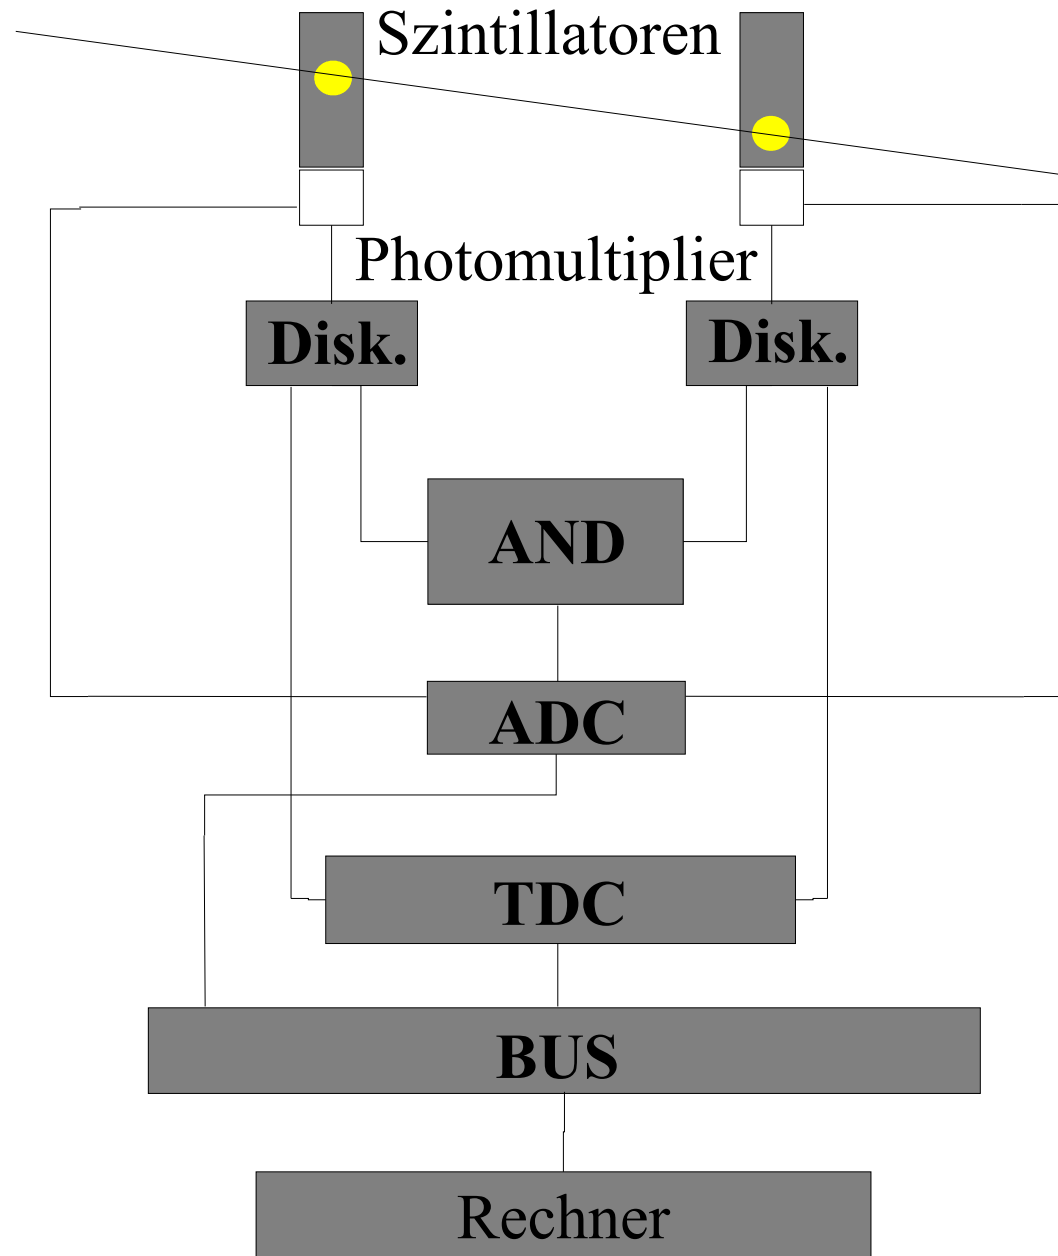 Szintillatoren
Photomultiplier
Disk.
Disk.
AND
ADC
TDC
BUS
Rechner